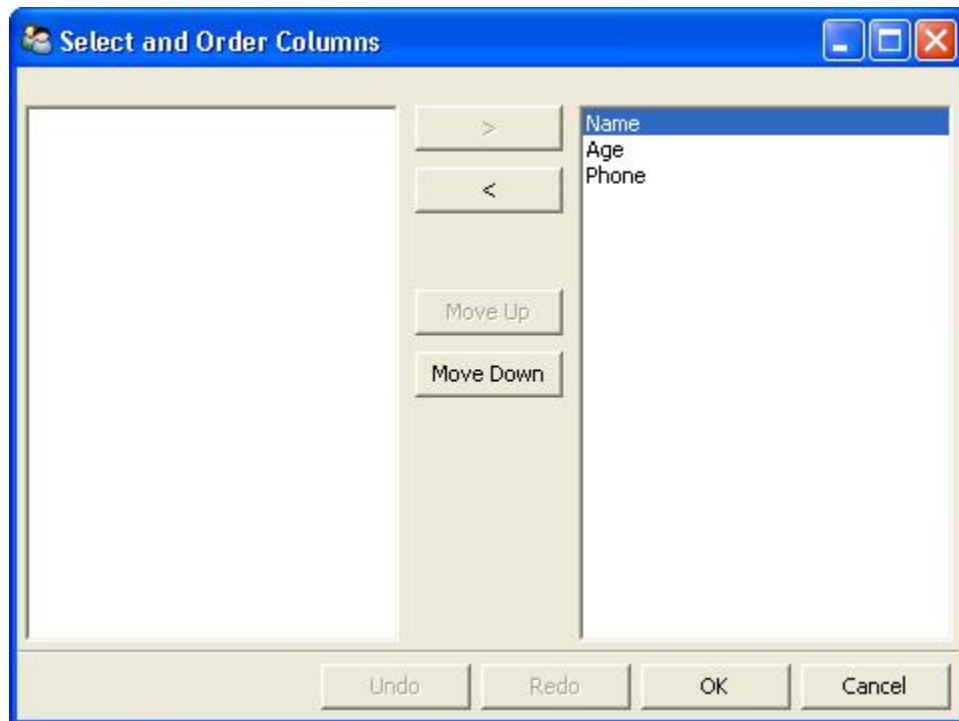 Select and Order Columns
>
<
Move Up
Move Down
Name
Age
Phone
Undo
Redo
OK
Cancel